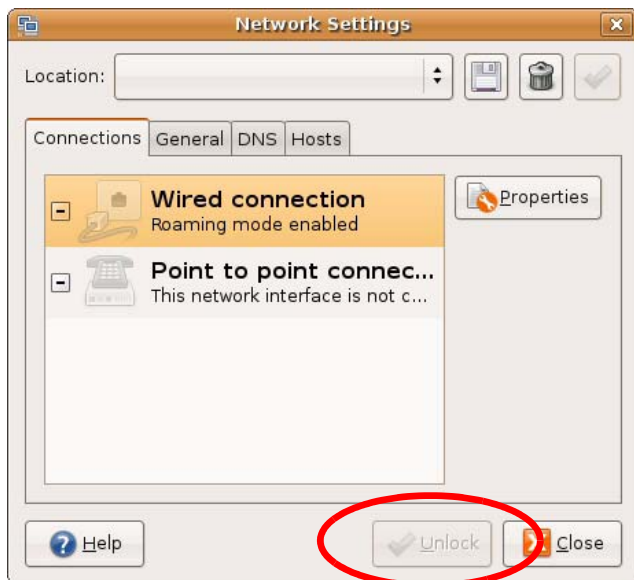 Network Settings
Location:
Connections General DNS Hosts
Wired connection
Roaming mode enabled
Properties
Point to point connec...
This network interface is not c...
Help Unlock Close